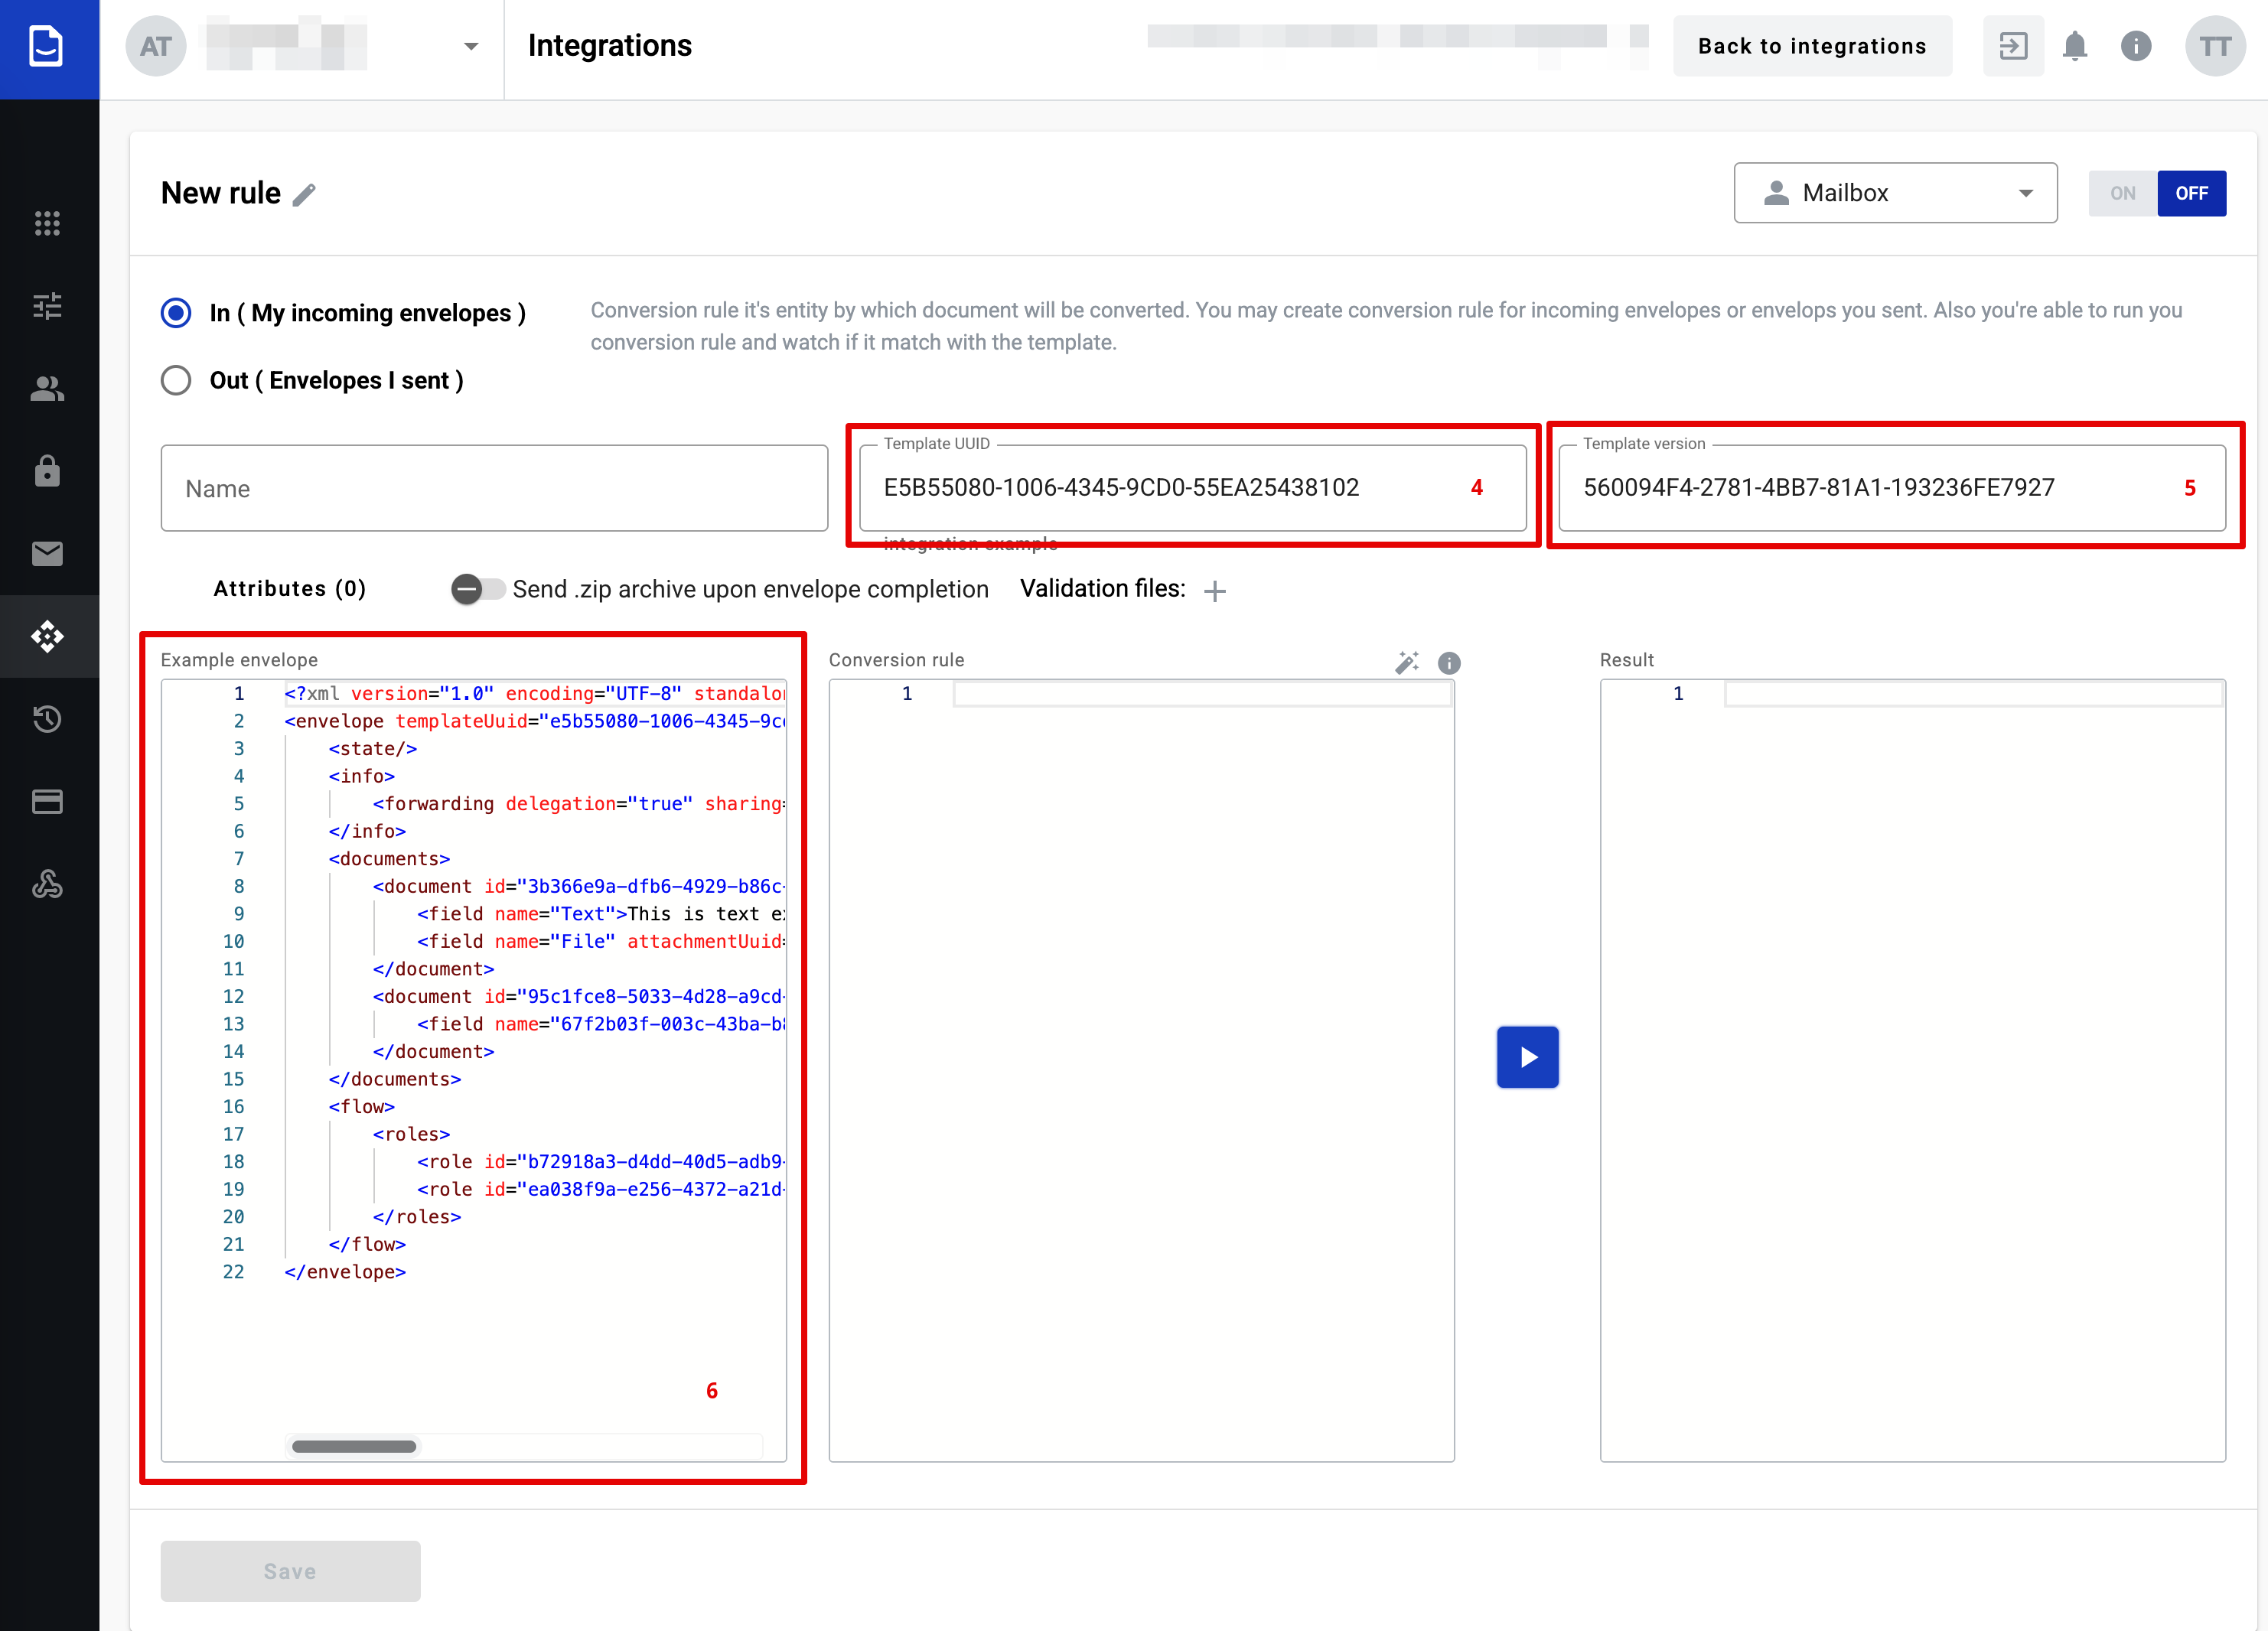 AT
Integrations
Back to integrations
TT
New rule
Mailbox
ON
OFF
In ( My incoming envelopes )
Out ( Envelopes I sent )
Conversion rule it's entity by which document will be converted. You may create conversion rule for incoming envelopes or envelops you sent. Also you're able to run you
conversion rule and watch if it match with the template.
Name
Template UUID
E5B55080-1006-4345-9CD0-55EA25438102
4
integration example
Template version
560094F4-2781-4BB7-81A1-193236FE7927
5
Attributes (0)
Send .zip archive upon envelope completion
Validation files:
Example envelope
1 <?xml version="1.0" encoding="UTF-8" standalo
2 <envelope templateUuid="e5b55080-1006-4345-9c
3 <state/>
4 <info>
5 <forwarding delegation="true" sharing=
6 </info>
7 <documents>
8 <document id="3b366e9a-dfb6-4929-b86c-
9 <field name="Text">This is text e
10 <field name="File" attachmentUuid=
11 </document>
12 <document id="95c1fce8-5033-4d28-a9cd-
13 <field name="67f2b03f-003c-43ba-b
14 </document>
15 </documents>
16 <flow>
17 <roles>
18 <role id="b72918a3-d4dd-40d5-adb9-
19 <role id="ea038f9a-e256-4372-a21d-
20 </roles>
21 </flow>
22 </envelope>
6
Conversion rule
1
Result
1
Save